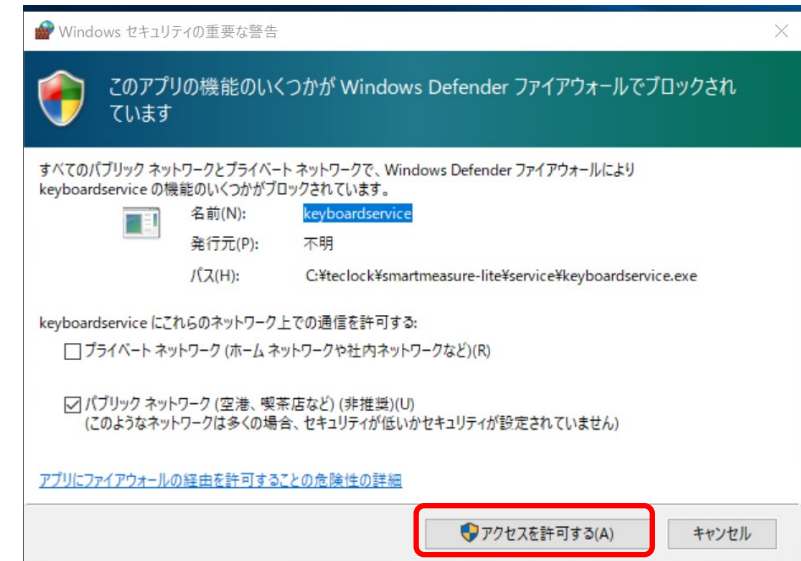 Windows セキュリティの重要な警告
このアプリの機能のいくつかが Windows Defender ファイアウォールでブロックされ
ています
すべてのパブリック ネットワークとプライベート ネットワークで、Windows Defender ファイアウォールにより
keyboardservice の機能のいくつかがブロックされています。
名前(N): keyboardservice
発行元(P): 不明
パス(H): C:¥teclock¥smartmeasure-lite¥service¥keyboardservice.exe
keyboardservice にこれらのネットワーク上での通信を許可する:
プライベート ネットワーク (ホーム ネットワークや社内ネットワークなど)(R)
パブリック ネットワーク (空港、喫茶店など) (非推奨)(U)
(このようなネットワークは多くの場合、セキュリティが低いかセキュリティが設定されていません)
アプリにファイアウォールの経由を許可することの危険性の詳細
アクセスを許可する(A) キャンセル